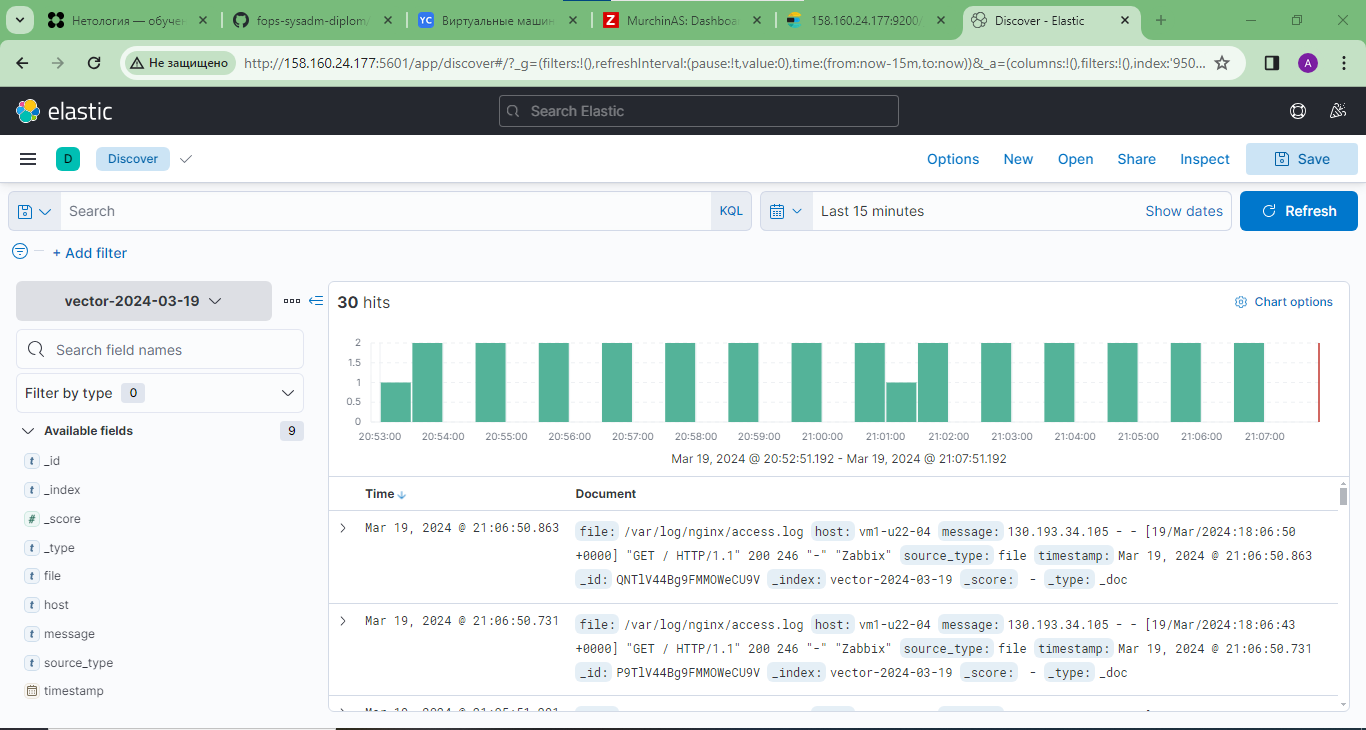 Нетология — обучен
fops-sysadm-diplom/
YC Виртуальные машин
Z MurchinAS: Dashboa
158.160.24.177:9200/
Discover - Elastic
Не защищено
http://158.160.24.177:5601/app/discover#/?_g=(filters:!(),refreshInterval:(pause:!t,value:0),time:(from:now-15m,to:now))&_a=(columns:!(),filters:!(),index:'950...
A
elastic
Search Elastic
D
Discover
Options New Open Share Inspect Save
Search
KQL
Last 15 minutes
Show dates
Refresh
+ Add filter
vector-2024-03-19
Search field names
Filter by type 0
Available fields 9
t _id
t _index
# _score
t _type
t file
t host
t message
t source_type
timestamp
30 hits
Chart options
2
1.5
1
0.5
0
20:53:00 20:54:00 20:55:00 20:56:00 20:57:00 20:58:00 20:59:00 21:00:00 21:01:00 21:02:00 21:03:00 21:04:00 21:05:00 21:06:00 21:07:00
Mar 19, 2024 @ 20:52:51.192 - Mar 19, 2024 @ 21:07:51.192
Time Document
Mar 19, 2024 @ 21:06:50.863 file: /var/log/nginx/access.log host: vm1-u22-04 message: 130.193.34.105 - - [19/Mar/2024:18:06:50
+0000] "GET / HTTP/1.1" 200 246 "-" "Zabbix" source_type: file timestamp: Mar 19, 2024 @ 21:06:50.863
_id: QNTlV44Bg9FMMOWeCU9V _index: vector-2024-03-19 _score: - _type: _doc
Mar 19, 2024 @ 21:06:50.731 file: /var/log/nginx/access.log host: vm1-u22-04 message: 130.193.34.105 - - [19/Mar/2024:18:06:43
+0000] "GET / HTTP/1.1" 200 246 "-" "Zabbix" source_type: file timestamp: Mar 19, 2024 @ 21:06:50.731
_id: P9TlV44Bg9FMMOWeCU9V _index: vector-2024-03-19 _score: - _type: _doc